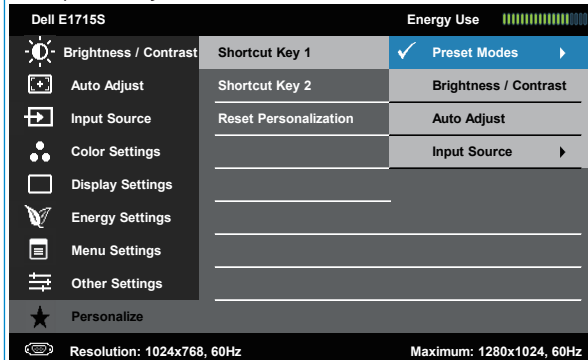 Dell E1715S Energy Use
Brightness / Contrast Shortcut Key 1 Preset Modes
Auto Adjust Shortcut Key 2 Brightness / Contrast
Input Source Reset Personalization Auto Adjust
Color Settings Input Source
Display Settings
Energy Settings
Menu Settings
Other Settings
Personalize
Resolution: 1024x768, 60Hz Maximum: 1280x1024, 60Hz